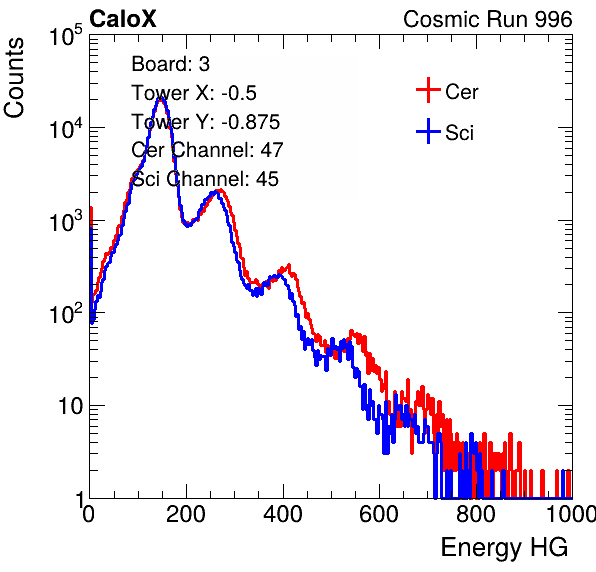 CaloX Cosmic Run 996
Counts
Board: 3
Tower X: -0.5
Tower Y: -0.875
Cer Channel: 47
Sci Channel: 45
Cer
Sci
10^5
10^4
10^3
10^2
10
1
0 200 400 600 800 1000
Energy HG